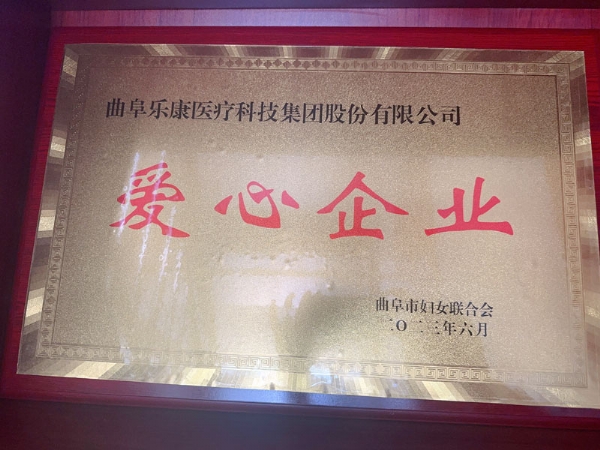 曲阜乐康医疗科技集团股份有限公司
爱心企业
曲阜市妇女联合会
二〇二三年六月